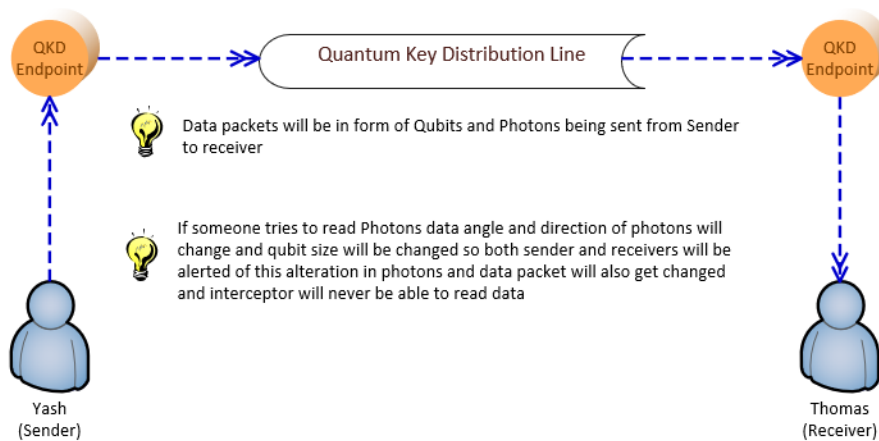 QKD
Endpoint
Quantum Key Distribution Line
QKD
Endpoint
Data packets will be in form of Qubits and Photons being sent from Sender
to receiver
If someone tries to read Photons data angle and direction of photons will
change and qubit size will be changed so both sender and receivers will be
alerted of this alteration in photons and data packet will also get changed
and interceptor will never be able to read data
Yash
(Sender)
Thomas
(Receiver)